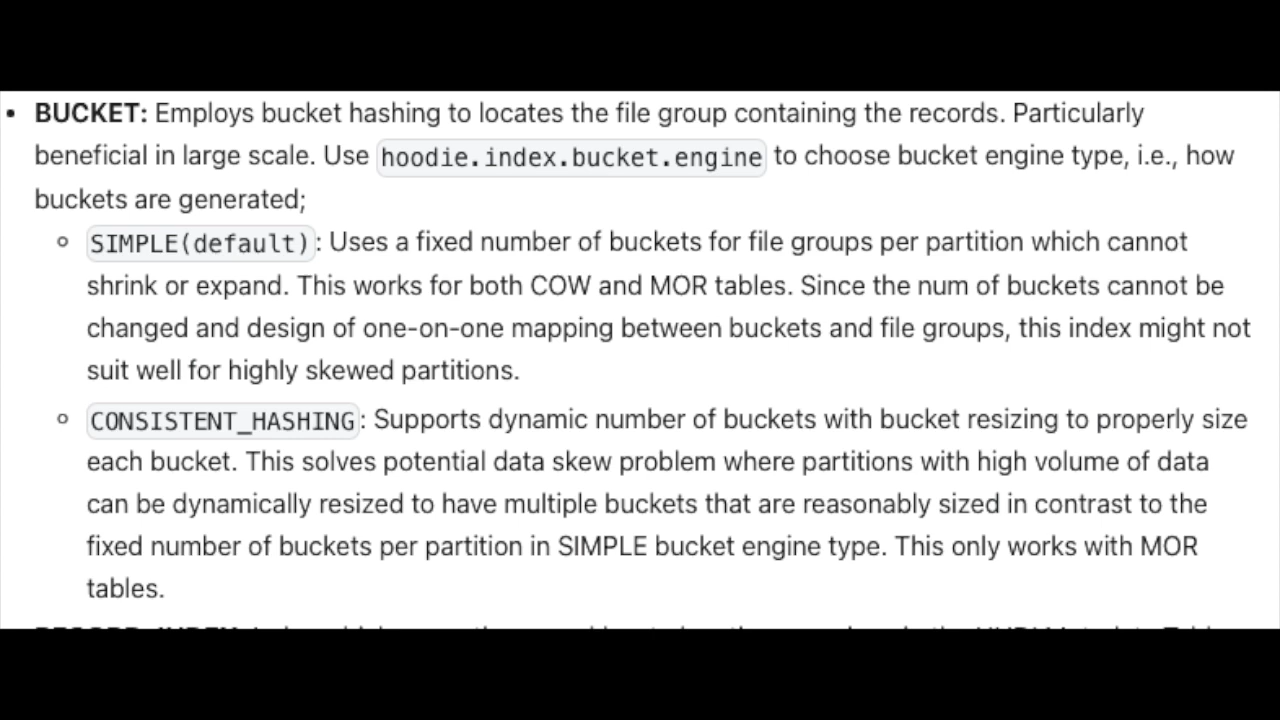 • BUCKET: Employs bucket hashing to locates the file group containing the records. Particularly
beneficial in large scale. Use hoodie.index.bucket.engine to choose bucket engine type, i.e., how
buckets are generated;
◦ SIMPLE(default): Uses a fixed number of buckets for file groups per partition which cannot
shrink or expand. This works for both COW and MOR tables. Since the num of buckets cannot be
changed and design of one-on-one mapping between buckets and file groups, this index might not
suit well for highly skewed partitions.
◦ CONSISTENT_HASHING: Supports dynamic number of buckets with bucket resizing to properly size
each bucket. This solves potential data skew problem where partitions with high volume of data
can be dynamically resized to have multiple buckets that are reasonably sized in contrast to the
fixed number of buckets per partition in SIMPLE bucket engine type. This only works with MOR
tables.